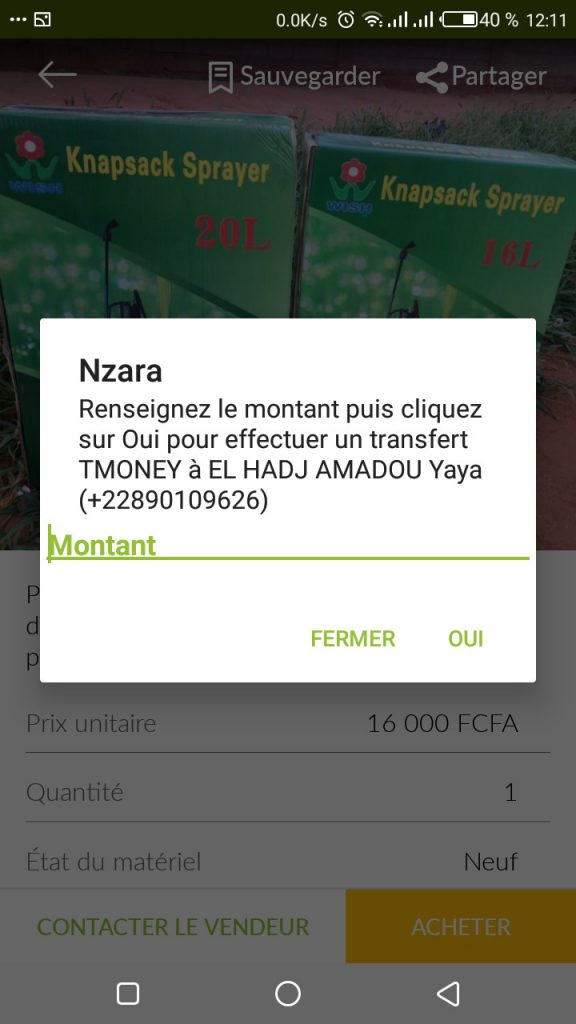 0.0K/s 40 % 12:11
Sauvegarder Partager
Knapsack Sprayer
WISH
20L
Knapsack Sprayer
WISH
16L
Nzara
Renseignez le montant puis cliquez
sur Oui pour effectuer un transfert
TMONEY à EL HADJ AMADOU Yaya
(+22890109626)
Montant
FERMER OUI
P
d
p
Prix unitaire 16 000 FCFA
Quantité 1
État du matériel Neuf
CONTACTER LE VENDEUR ACHETER